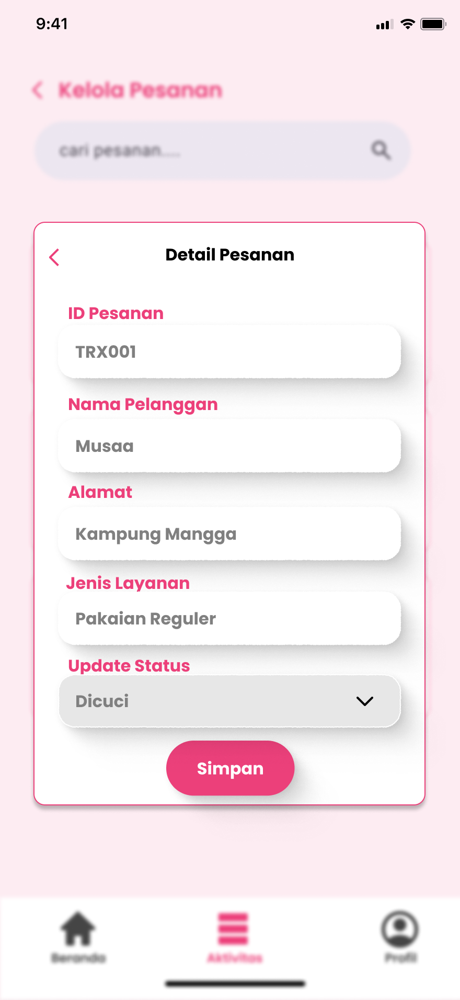 9:41
Kelola Pesanan
cari pesanan.....
Detail Pesanan
ID Pesanan
TRX001
Nama Pelanggan
Musaa
Alamat
Kampung Mangga
Jenis Layanan
Pakaian Reguler
Update Status
Dicuci
Simpan
Beranda
Aktivitas
Profil